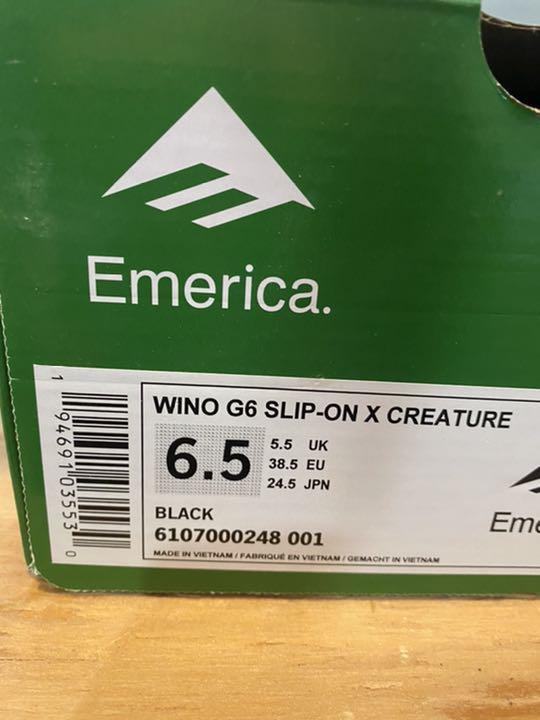 Emerica.
WINO G6 SLIP-ON X CREATURE
6.5
5.5 UK
38.5 EU
24.5 JPN
BLACK
6107000248 001
MADE IN VIETNAM / FABRIQUÉ EN VIETNAM / GEMACHT IN VIETNAM
1 94691 03553 0
Eme